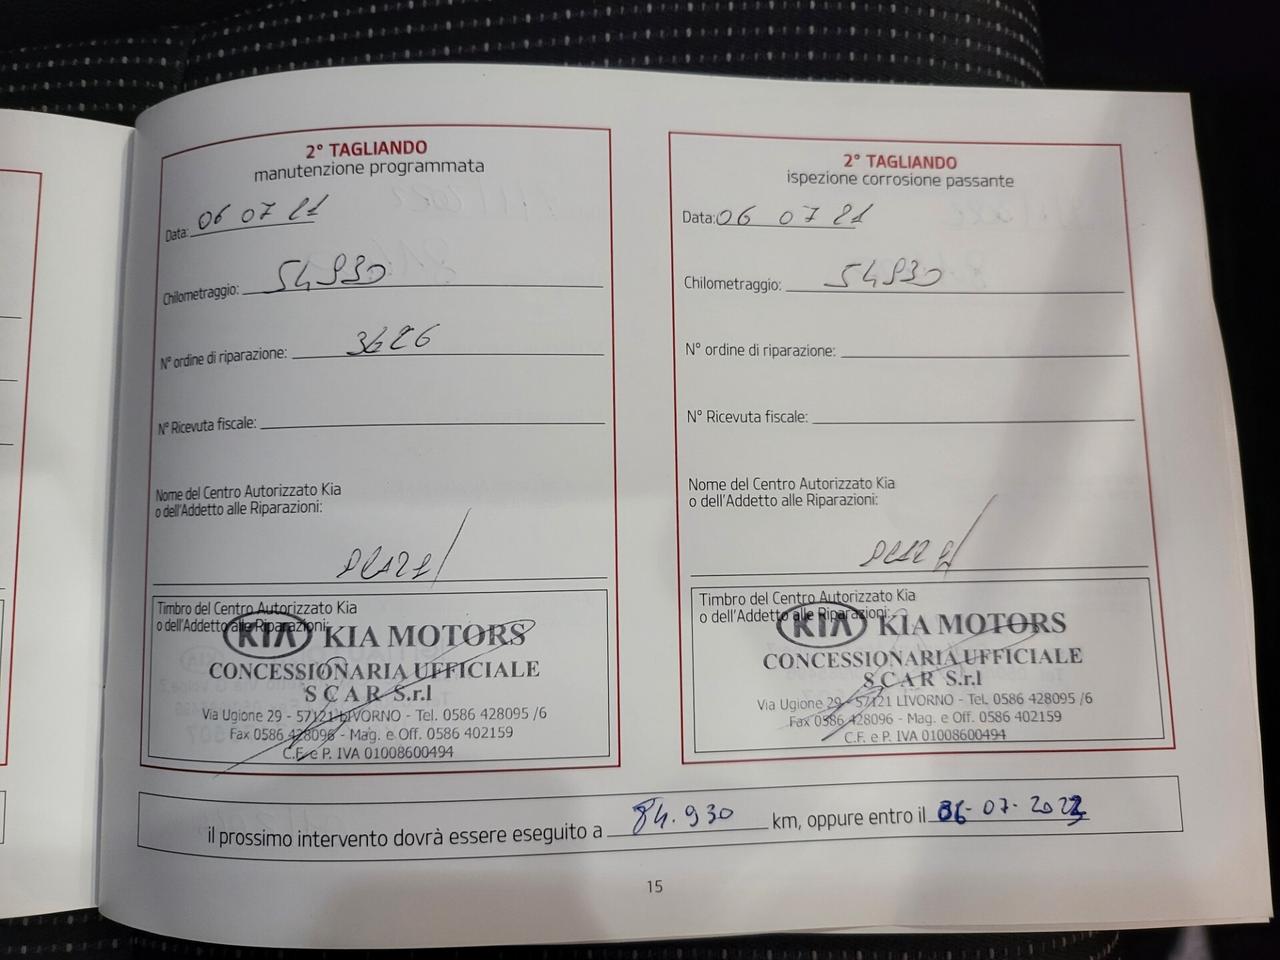 2° TAGLIANDO
manutenzione programmata
Data: 06 07 21
Chilometraggio: 54930
N° ordine di riparazione: 3626
N° Ricevuta fiscale:
Nome del Centro Autorizzato Kia
o dell'Addetto alle Riparazioni:
Timbro del Centro Autorizzato Kia
o dell'Addetto alle Riparazioni:
KIA KIA MOTORS
CONCESSIONARIA UFFICIALE
S C A R S.r.l
Via Ugione 29 - 57121 LIVORNO - Tel. 0586 428095 /6
Fax 0586 428096 - Mag. e Off. 0586 402159
C.F. e P. IVA 01008600494
2° TAGLIANDO
ispezione corrosione passante
Data: 06 07 21
Chilometraggio: 54930
N° ordine di riparazione:
N° Ricevuta fiscale:
Nome del Centro Autorizzato Kia
o dell'Addetto alle Riparazioni:
Timbro del Centro Autorizzato Kia
o dell'Addetto alle Riparazioni:
KIA KIA MOTORS
CONCESSIONARIA UFFICIALE
S C A R S.r.l
Via Ugione 29 - 57121 LIVORNO - Tel. 0586 428095 /6
Fax 0586 428096 - Mag. e Off. 0586 402159
C.F. e P. IVA 01008600494
il prossimo intervento dovrà essere eseguito a 84.930 km, oppure entro il 06-07-2023
15